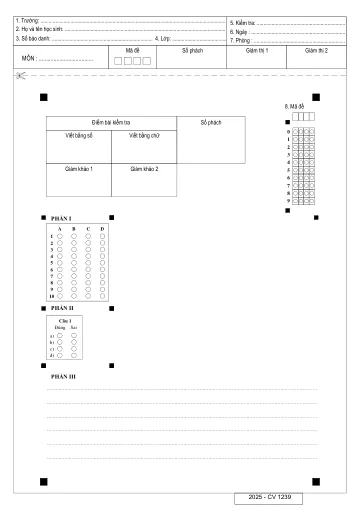 1. Trường: ................................................
2. Họ và tên học sinh: ................................................
3. Số báo danh: ................................ 4. Lớp: ................
5. Kiểm tra: ................................
6. Ngày : ................................
7. Phòng : ................................
MÔN : ................................
Mã đề
Số phách
Giám thị 1
Giám thị 2
8. Mã đề
0
1
2
3
4
5
6
7
8
9
Điểm bài kiểm tra
Số phách
Viết bằng số
Viết bằng chữ
Giám khảo 1
Giám khảo 2
PHẦN I
A B C D
1
2
3
4
5
6
7
8
9
10
PHẦN II
Câu 1
Đúng Sai
a)
b)
c)
d)
PHẦN III
2025 - CV 1239